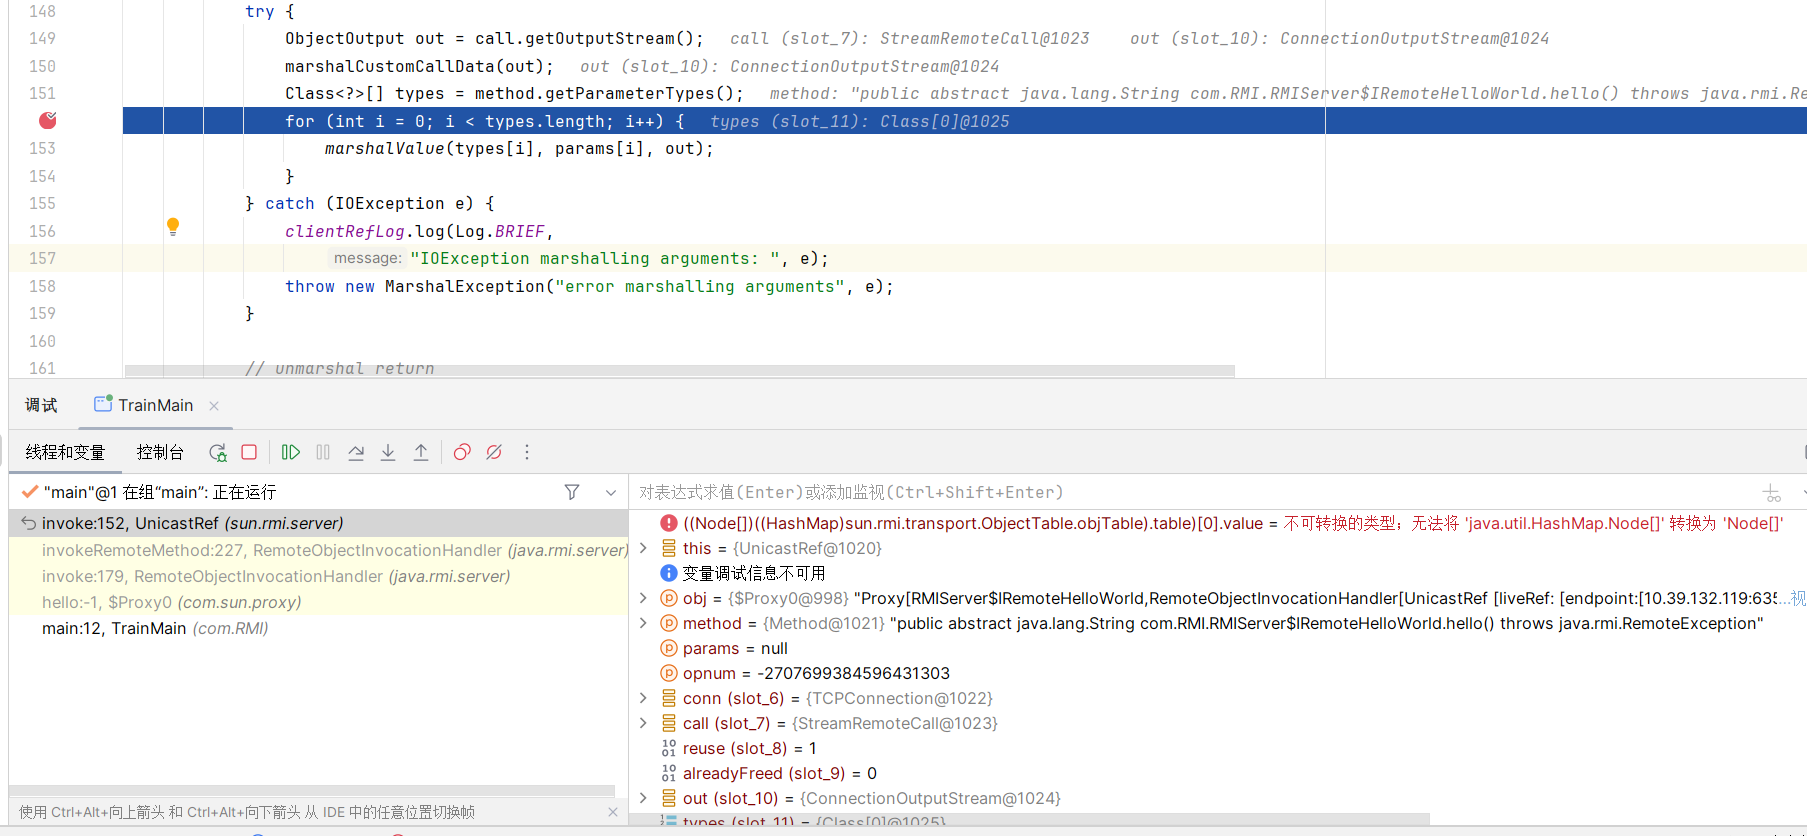 148 try {
149 ObjectOutput out = call.getOutputStream(); call (slot_7): StreamRemoteCall@1023 out (slot_10): ConnectionOutputStream@1024
150 marshalCustomCallData(out); out (slot_10): ConnectionOutputStream@1024
151 Class<?>[] types = method.getParameterTypes(); method: "public abstract java.lang.String com.RMI.RMIServer$IRemoteHelloWorld.hello() throws java.rmi.Re
for (int i = 0; i < types.length; i++) { types (slot_11): Class[0]@1025
153 marshalValue(types[i], params[i], out);
154 }
155 } catch (IOException e) {
156 clientRefLog.log(Log.BRIEF,
157 message: "IOException marshalling arguments: ", e);
158 throw new MarshalException("error marshalling arguments", e);
159 }
160
161 // unmarshal return
调试 TrainMain
线程和变量 控制台
"main"@1 在组“main”: 正在运行
invoke:152, UnicastRef (sun.rmi.server)
invokeRemoteMethod:227, RemoteObjectInvocationHandler (java.rmi.server)
invoke:179, RemoteObjectInvocationHandler (java.rmi.server)
hello:-1, $Proxy0 (com.sun.proxy)
main:12, TrainMain (com.RMI)
使用 Ctrl+Alt+向上箭头 和 Ctrl+Alt+向下箭头 从 IDE 中的任意位置切换帧
对表达式求值(Enter)或添加监视(Ctrl+Shift+Enter)
((Node[])((HashMap)sun.rmi.transport.ObjectTable.objTable).table)[0].value = 不可转换的类型；无法将 'java.util.HashMap.Node[]' 转换为 'Node[]'
this = {UnicastRef@1020}
变量调试信息不可用
obj = {$Proxy0@998} "Proxy[RMIServer$IRemoteHelloWorld,RemoteObjectInvocationHandler[UnicastRef [liveRef: [endpoint:[10.39.132.119:635...视
method = {Method@1021} "public abstract java.lang.String com.RMI.RMIServer$IRemoteHelloWorld.hello() throws java.rmi.RemoteException"
params = null
opnum = -2707699384596431303
conn (slot_6) = {TCPConnection@1022}
call (slot_7) = {StreamRemoteCall@1023}
reuse (slot_8) = 1
alreadyFreed (slot_9) = 0
out (slot_10) = {ConnectionOutputStream@1024}
types (slot_11) = {Class[0]@1025}